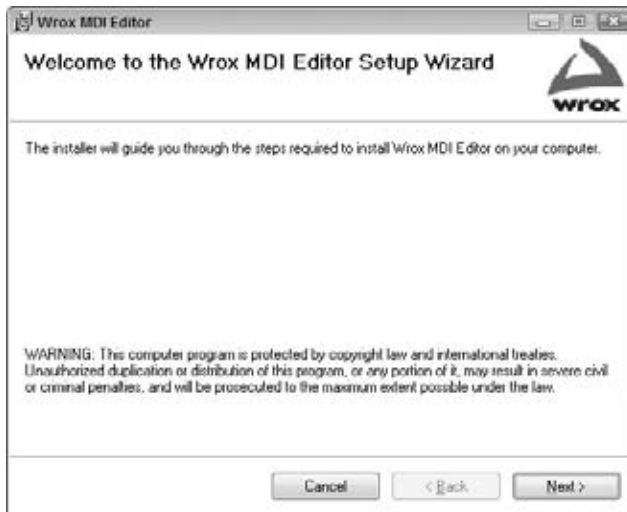 Wrox MDI Editor
Welcome to the Wrox MDI Editor Setup Wizard
wrox
The installer will guide you through the steps required to install Wrox MDI Editor on your computer.
WARNING: This computer program is protected by copyright law and international treaties.
Unauthorized duplication or distribution of this program, or any portion of it, may result in severe civil
or criminal penalties, and will be prosecuted to the maximum extent possible under the law.
Cancel
< Back
Next >